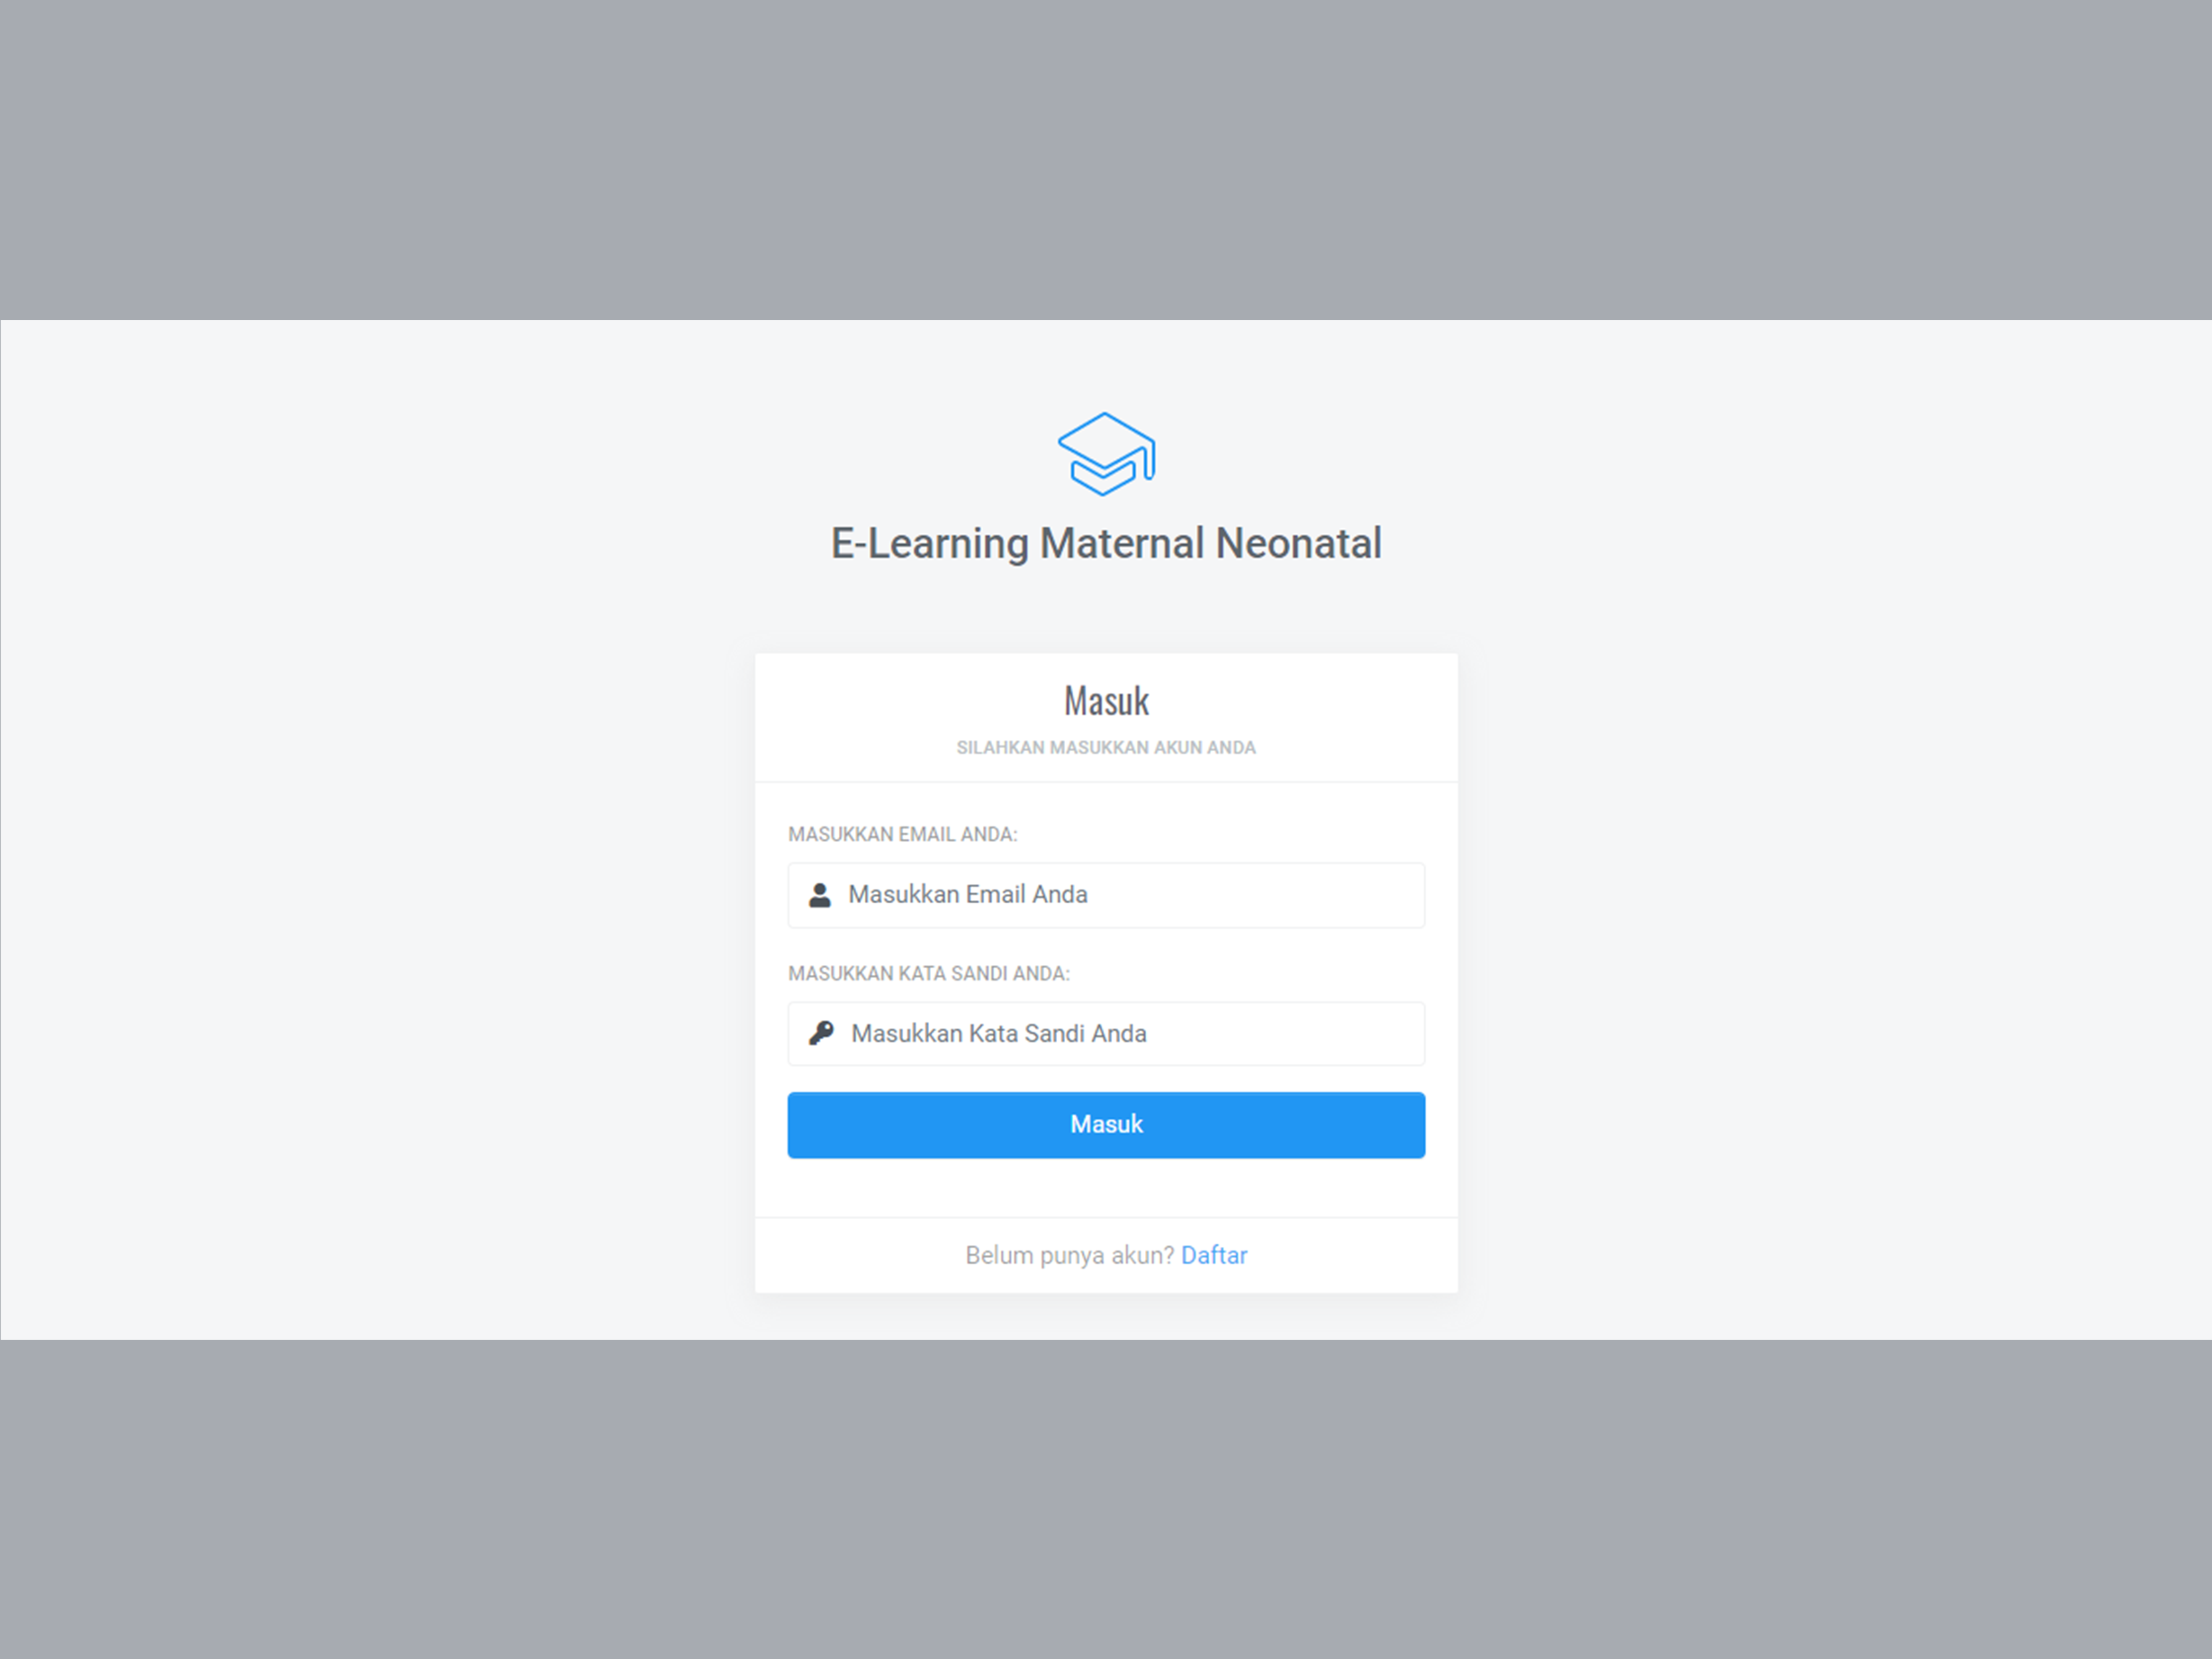 E-Learning Maternal Neonatal
Masuk
SILAHKAN MASUKKAN AKUN ANDA
MASUKKAN EMAIL ANDA:
Masukkan Email Anda
MASUKKAN KATA SANDI ANDA:
Masukkan Kata Sandi Anda
Masuk
Belum punya akun? Daftar